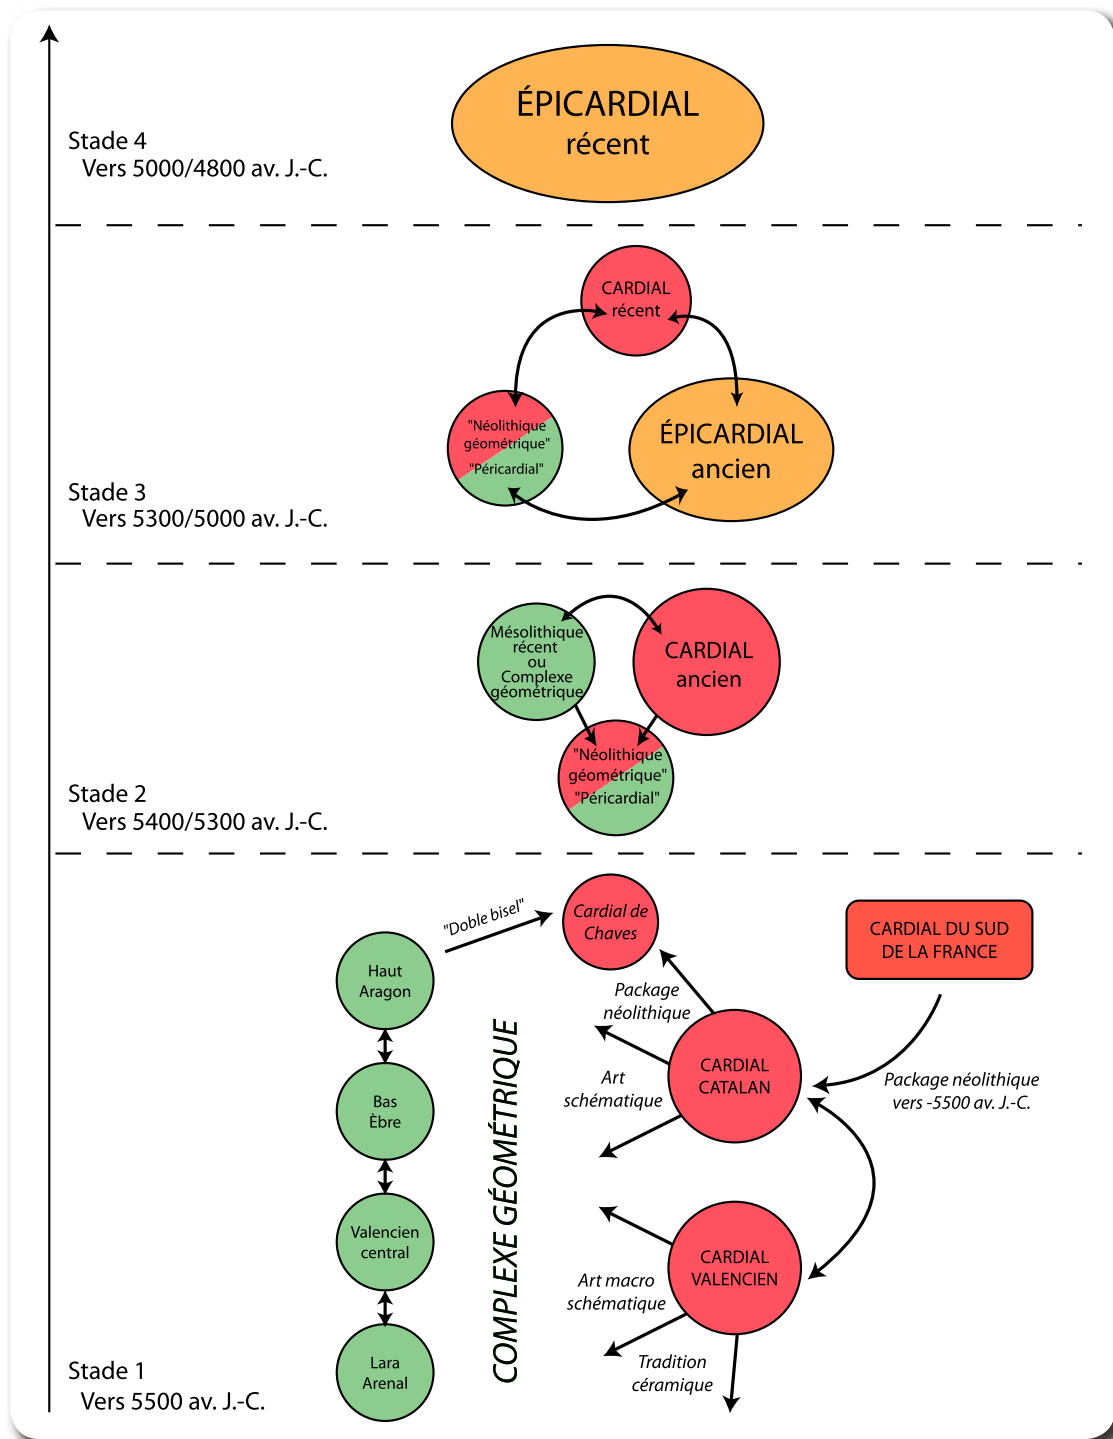 ÉPICARDIAL
récent
Stade 4
Vers 5000/4800 av. J.-C.
CARDIAL
récent
"Néolithique
géométrique"
"Péricardial"
ÉPICARDIAL
ancien
Stade 3
Vers 5300/5000 av. J.-C.
Mésolithique
récent
ou
Complexe
géométrique
CARDIAL
ancien
"Néolithique
géométrique"
"Péricardial"
Stade 2
Vers 5400/5300 av. J.-C.
"Doble bisel"
Cardial de
Chaves
CARDIAL DU SUD
DE LA FRANCE
Haut
Aragon
Package
néolithique
COMPLEXE GÉOMÉTRIQUE
CARDIAL
CATALAN
Art
schématique
Package néolithique
vers -5500 av. J.-C.
Bas
Èbre
Valencien
central
CARDIAL
VALENCIEN
Art macro
schématique
Lara
Arenal
Tradition
céramique
Stade 1
Vers 5500 av. J.-C.